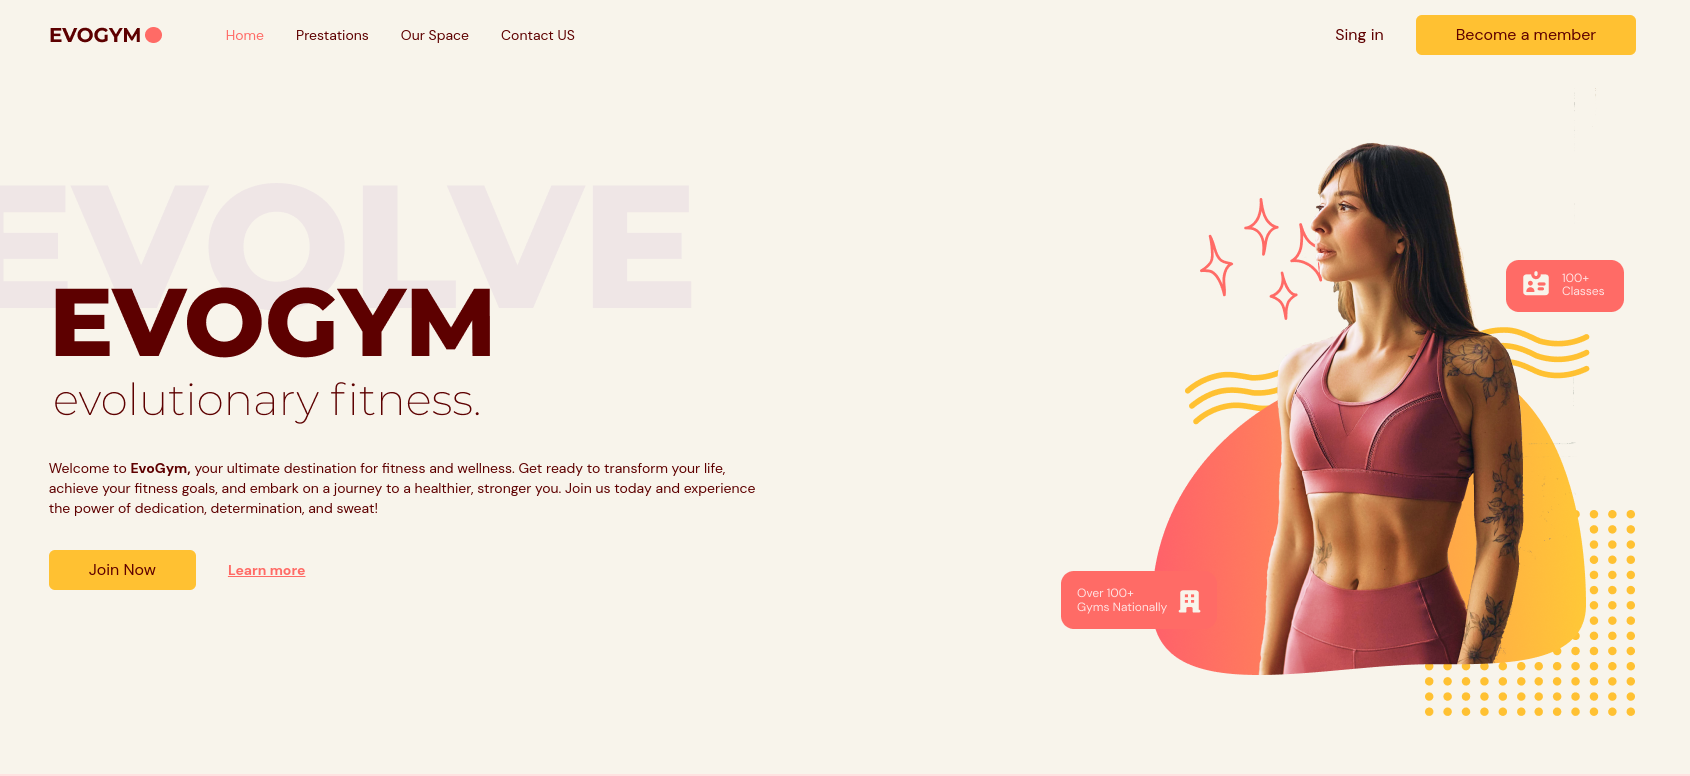 EVOGYM
Home
Prestations
Our Space
Contact US
Sing in
Become a member
EVOLVE
EVOGYM
evolutionary fitness.
Welcome to EvoGym, your ultimate destination for fitness and wellness. Get ready to transform your life,
achieve your fitness goals, and embark on a journey to a healthier, stronger you. Join us today and experience
the power of dedication, determination, and sweat!
Join Now
Learn more
100+
Classes
Over 100+
Gyms Nationally